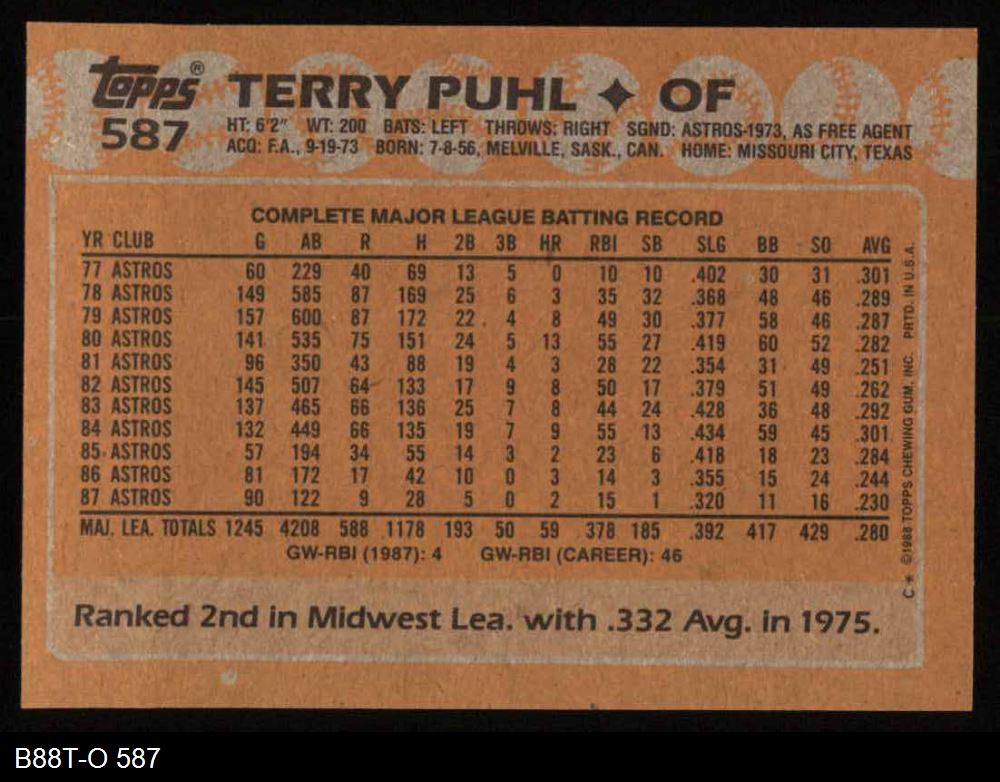 topps® TERRY PUHL ✦ OF
587 HT: 6'2" WT: 200 BATS: LEFT THROWS: RIGHT SGND: ASTROS-1973, AS FREE AGENT
ACQ: F.A., 9-19-73 BORN: 7-8-56, MELVILLE, SASK., CAN. HOME: MISSOURI CITY, TEXAS
COMPLETE MAJOR LEAGUE BATTING RECORD
YR CLUB G AB R H 2B 3B HR RBI SB SLG BB SO AVG
77 ASTROS 60 229 40 69 13 5 0 10 10 .402 30 31 .301
78 ASTROS 149 585 87 169 25 6 3 35 32 .368 48 46 .289
79 ASTROS 157 600 87 172 22 4 8 49 30 .377 58 46 .287
80 ASTROS 141 535 75 151 24 5 13 55 27 .419 60 52 .282
81 ASTROS 96 350 43 88 19 4 3 28 22 .354 31 49 .251
82 ASTROS 145 507 64 133 17 9 8 50 17 .379 51 49 .262
83 ASTROS 137 465 66 136 25 7 8 44 24 .428 36 48 .292
84 ASTROS 132 449 66 135 19 7 9 55 13 .434 59 45 .301
85 ASTROS 57 194 34 55 14 3 2 23 6 .418 18 23 .284
86 ASTROS 81 172 17 42 10 0 3 14 3 .355 15 24 .244
87 ASTROS 90 122 9 28 5 0 2 15 1 .320 11 16 .230
MAJ. LEA. TOTALS 1245 4208 588 1178 193 50 59 378 185 .392 417 429 .280
GW-RBI (1987): 4 GW-RBI (CAREER): 46
C* ©1988 TOPPS CHEWING GUM, INC. PRTD. IN U.S.A.
Ranked 2nd in Midwest Lea. with .332 Avg. in 1975.
B88T-O 587